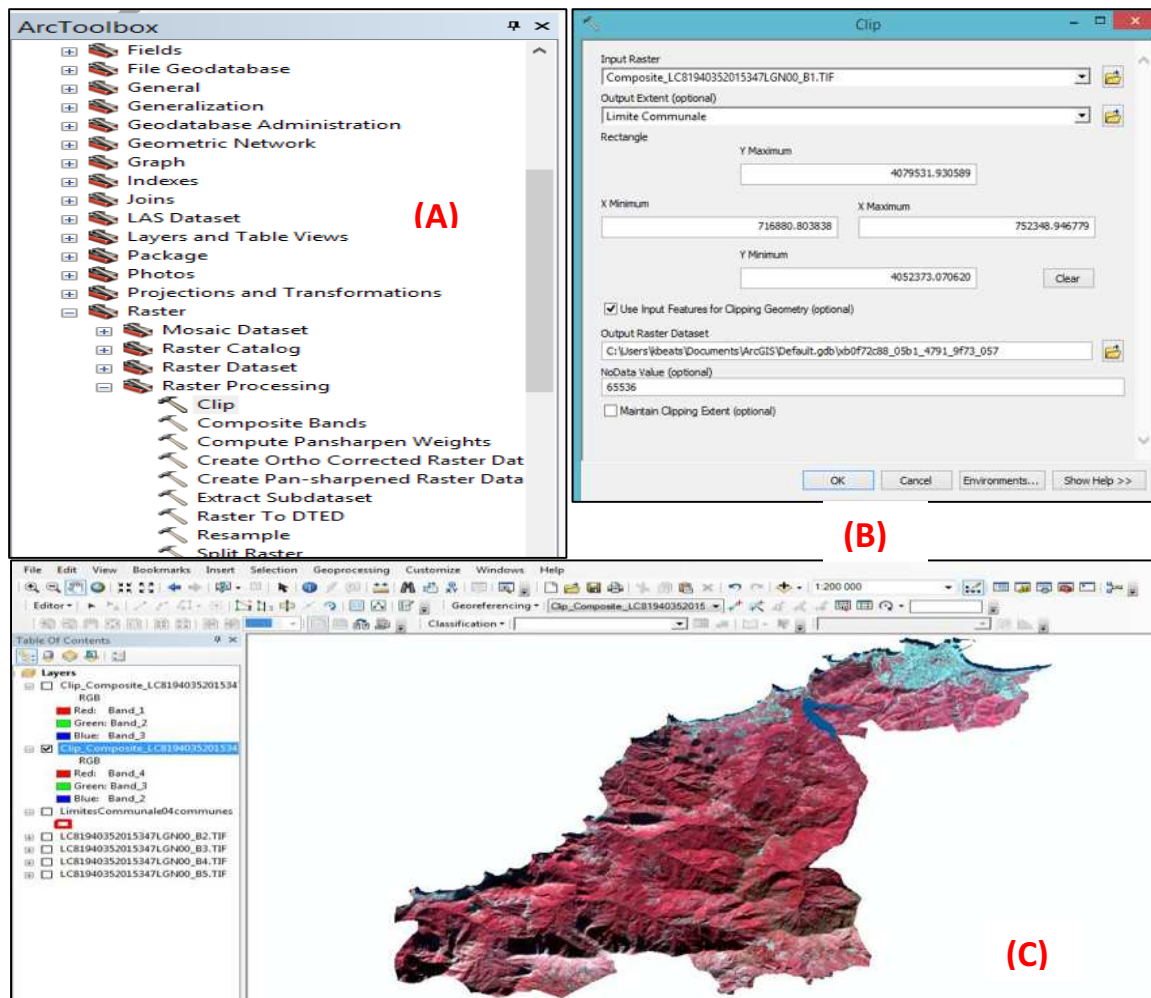 ArcToolbox
Fields
File Geodatabase
General
Generalization
Geodatabase Administration
Geometric Network
Graph
Indexes
Joins
LAS Dataset
Layers and Table Views
Package
Photos
Projections and Transformations
Raster
Mosaic Dataset
Raster Catalog
Raster Dataset
Raster Processing
Clip
Composite Bands
Compute Pansharpen Weights
Create Ortho Corrected Raster Dat
Create Pan-sharpened Raster Data
Extract Subdataset
Raster To DTED
Resample
Split Raster
(A)
Clip
Input Raster
Composite_LC81940352015347LGN00_B1.TIF
Output Extent (optional)
Limite Communale
Rectangle
Y Maximum
4079531.930589
X Minimum X Maximum
716880.803838 752348.946779
Y Minimum
4052373.070620 Clear
Use Input Features for Clipping Geometry (optional)
Output Raster Dataset
C:\Users\kbeats\Documents\ArcGIS\Default.gdb\xb0f72c88_05b1_4791_9f73_057
NoData Value (optional)
65536
Maintain Clipping Extent (optional)
OK Cancel Environments... Show Help >>
(B)
File Edit View Bookmarks Insert Selection Geoprocessing Customize Windows Help
1:200 000
Editor Georeferencing Clip_Composite_LC81940352015
Classification
Table Of Contents
Layers
Clip_Composite_LC8194035201534
RGB
Red: Band_1
Green: Band_2
Blue: Band_3
Clip_Composite_LC8194035201534
RGB
Red: Band_4
Green: Band_3
Blue: Band_2
LimitesCommunale04communes
LC81940352015347LGN00_B2.TIF
LC81940352015347LGN00_B3.TIF
LC81940352015347LGN00_B4.TIF
LC81940352015347LGN00_B5.TIF
(C)